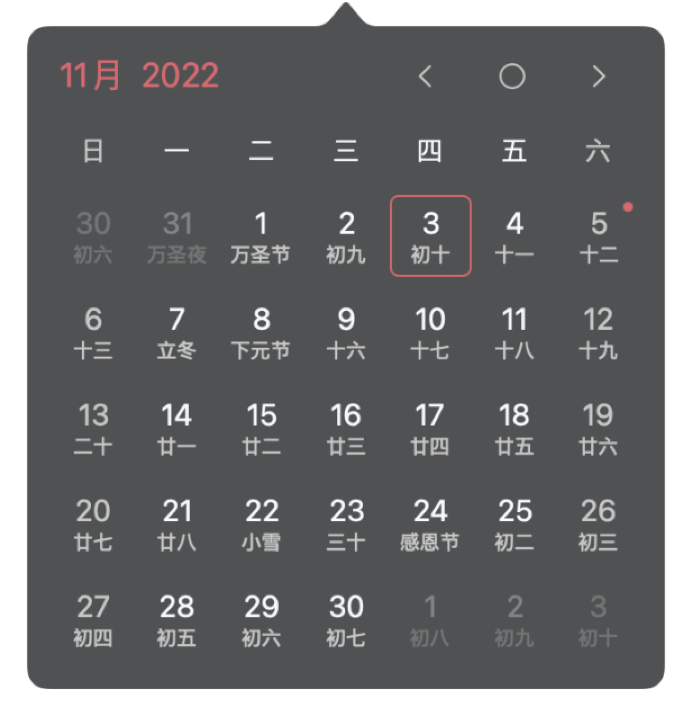 11月 2022
日 一 二 三 四 五 六
30 31 1 2 3 4 5
初六 万圣夜 万圣节 初九 初十 十一 十二
6 7 8 9 10 11 12
十三 立冬 下元节 十六 十七 十八 十九
13 14 15 16 17 18 19
二十 廿一 廿二 廿三 廿四 廿五 廿六
20 21 22 23 24 25 26
廿七 廿八 小雪 三十 感恩节 初二 初三
27 28 29 30 1 2 3
初四 初五 初六 初七 初八 初九 初十